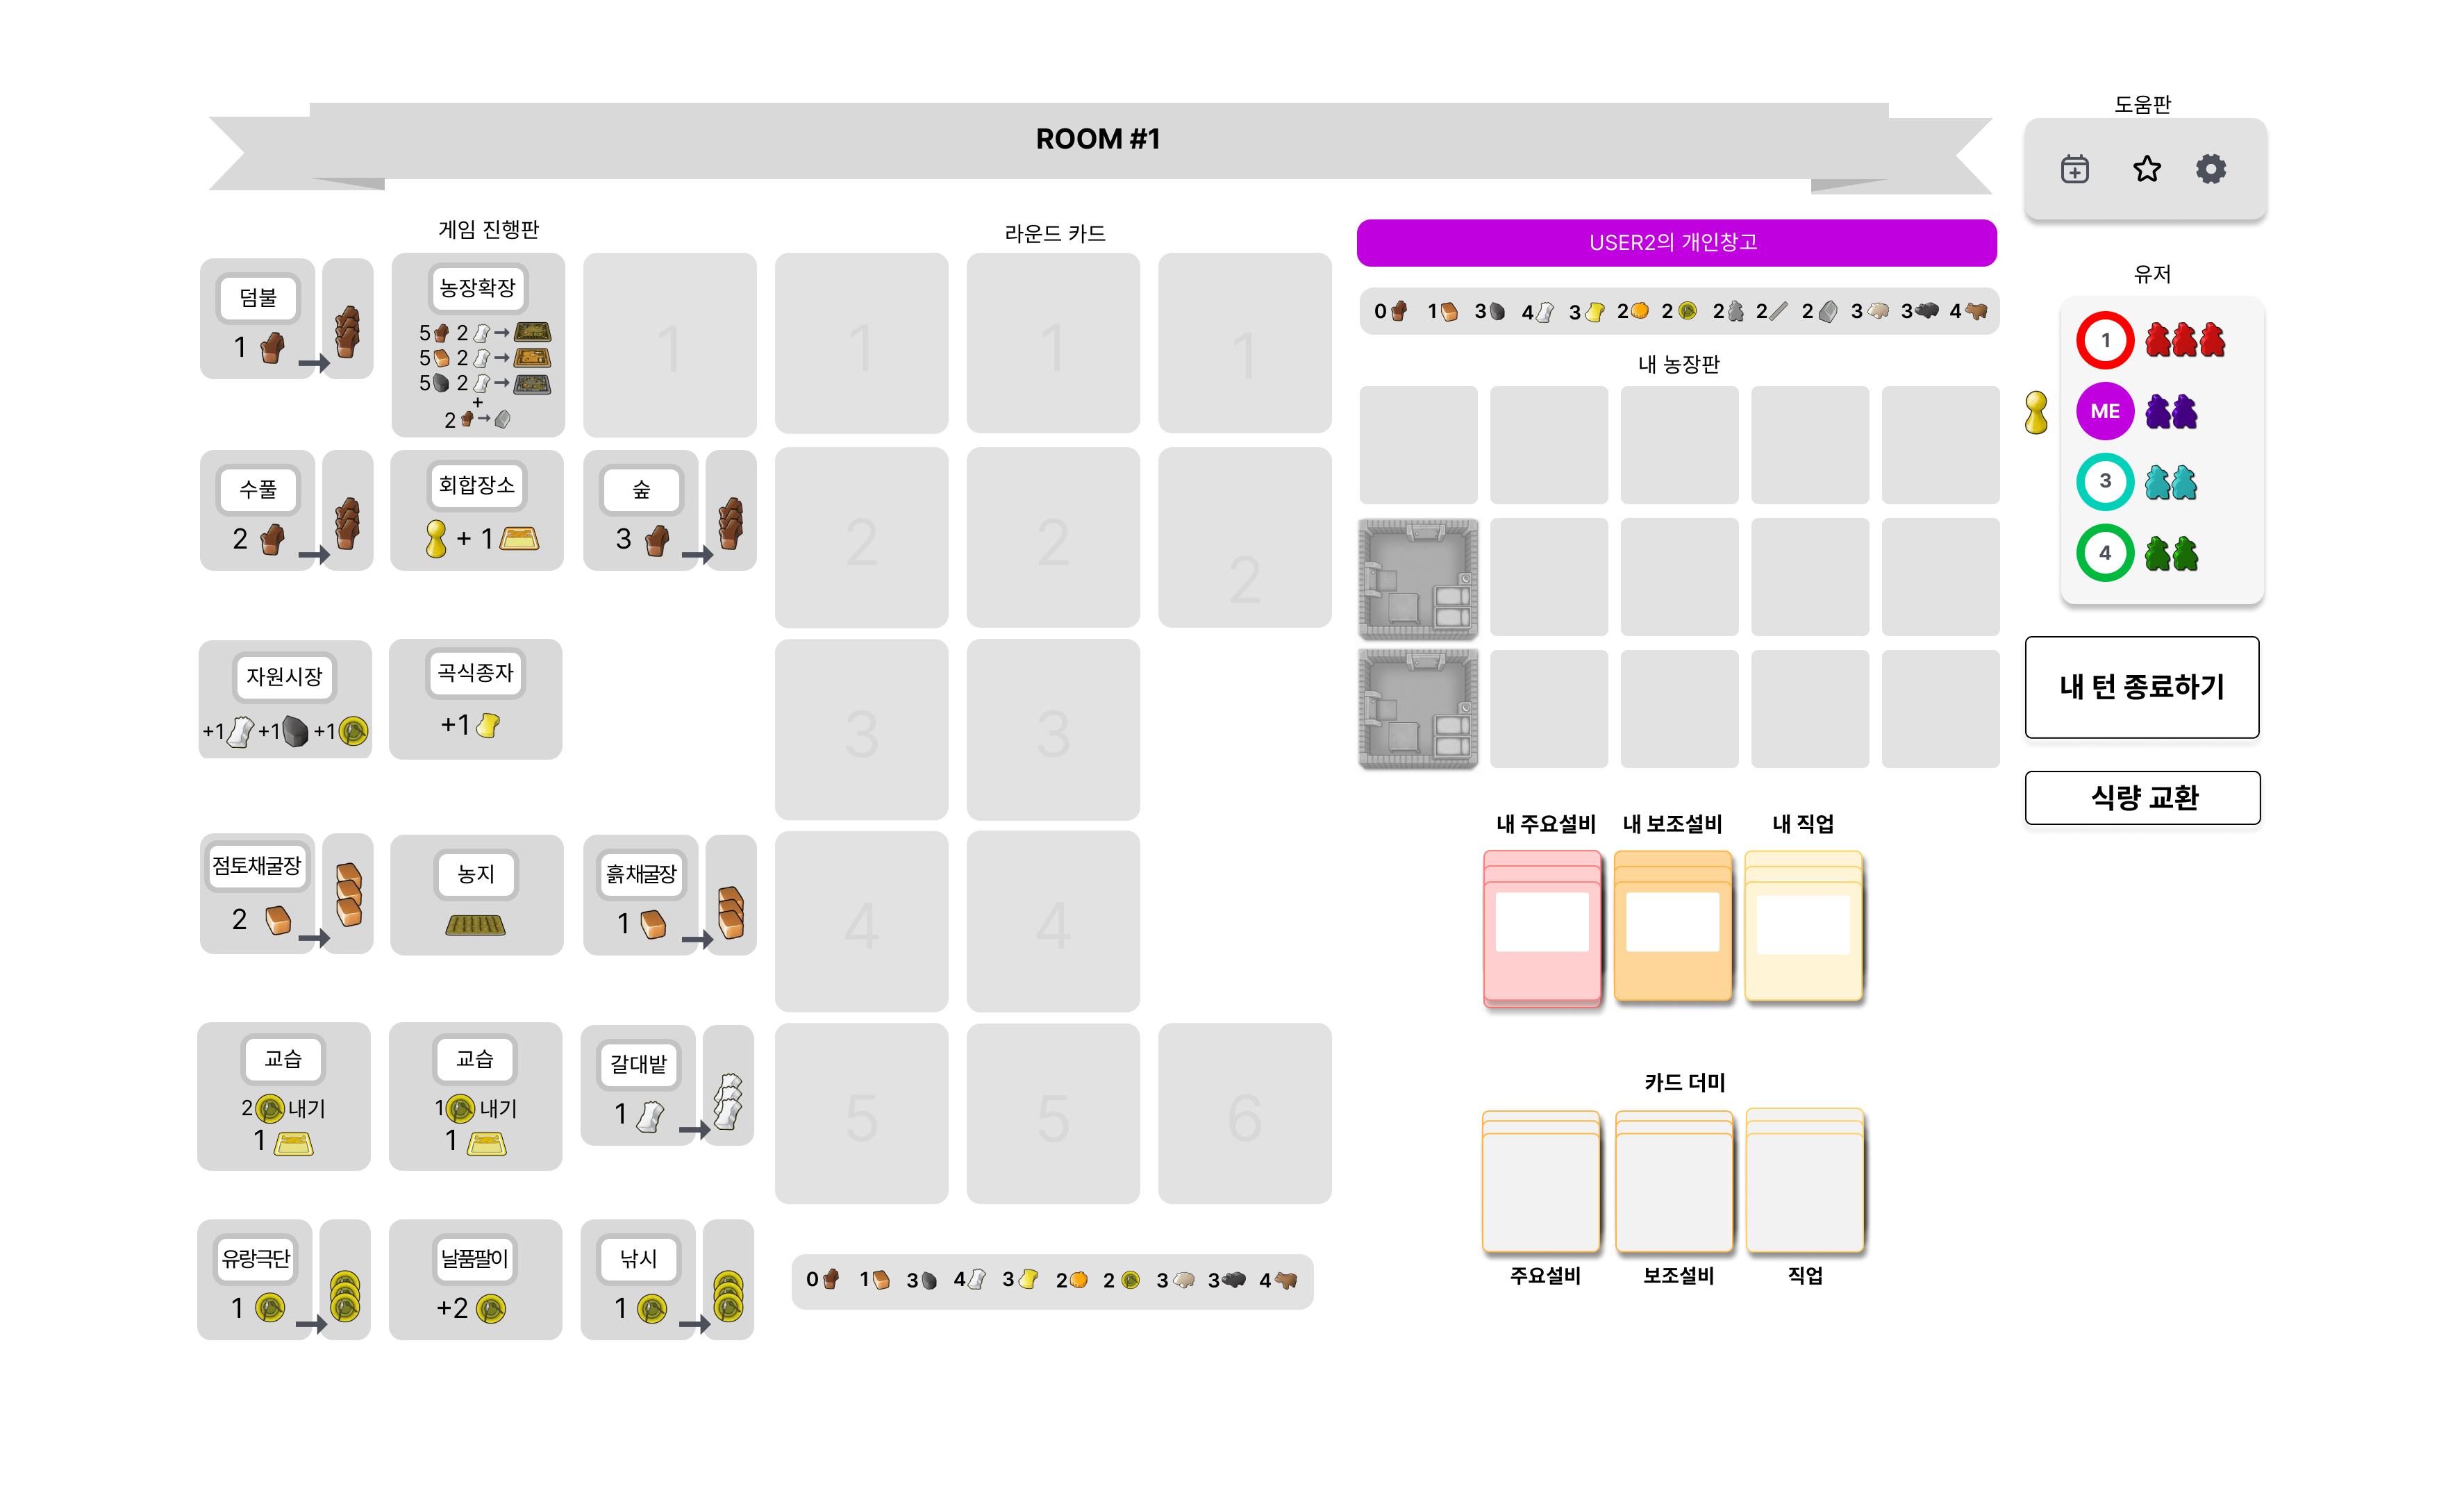 ROOM #1
도움판
게임 진행판
라운드 카드
USER2의 개인창고
유저
덤불
1
농장확장
5 2
5 2
5 2
+
2
1
1
1
1
0 1 3 4 3 2 2 2 2 2 3 3 4
내 농장판
1
ME
3
4
수풀
2
회합장소
+ 1
숲
3
2
2
2
자원시장
+1 +1 +1
곡식종자
+1
3
3
내 턴 종료하기
식량 교환
점토채굴장
2
농지
흙채굴장
1
4
4
내 주요설비
내 보조설비
내 직업
교습
2 내기
1
교습
1 내기
1
갈대밭
1
5
5
6
카드 더미
주요설비
보조설비
직업
유랑극단
1
날품팔이
+2
낚시
1
0 1 3 4 3 2 2 3 3 4